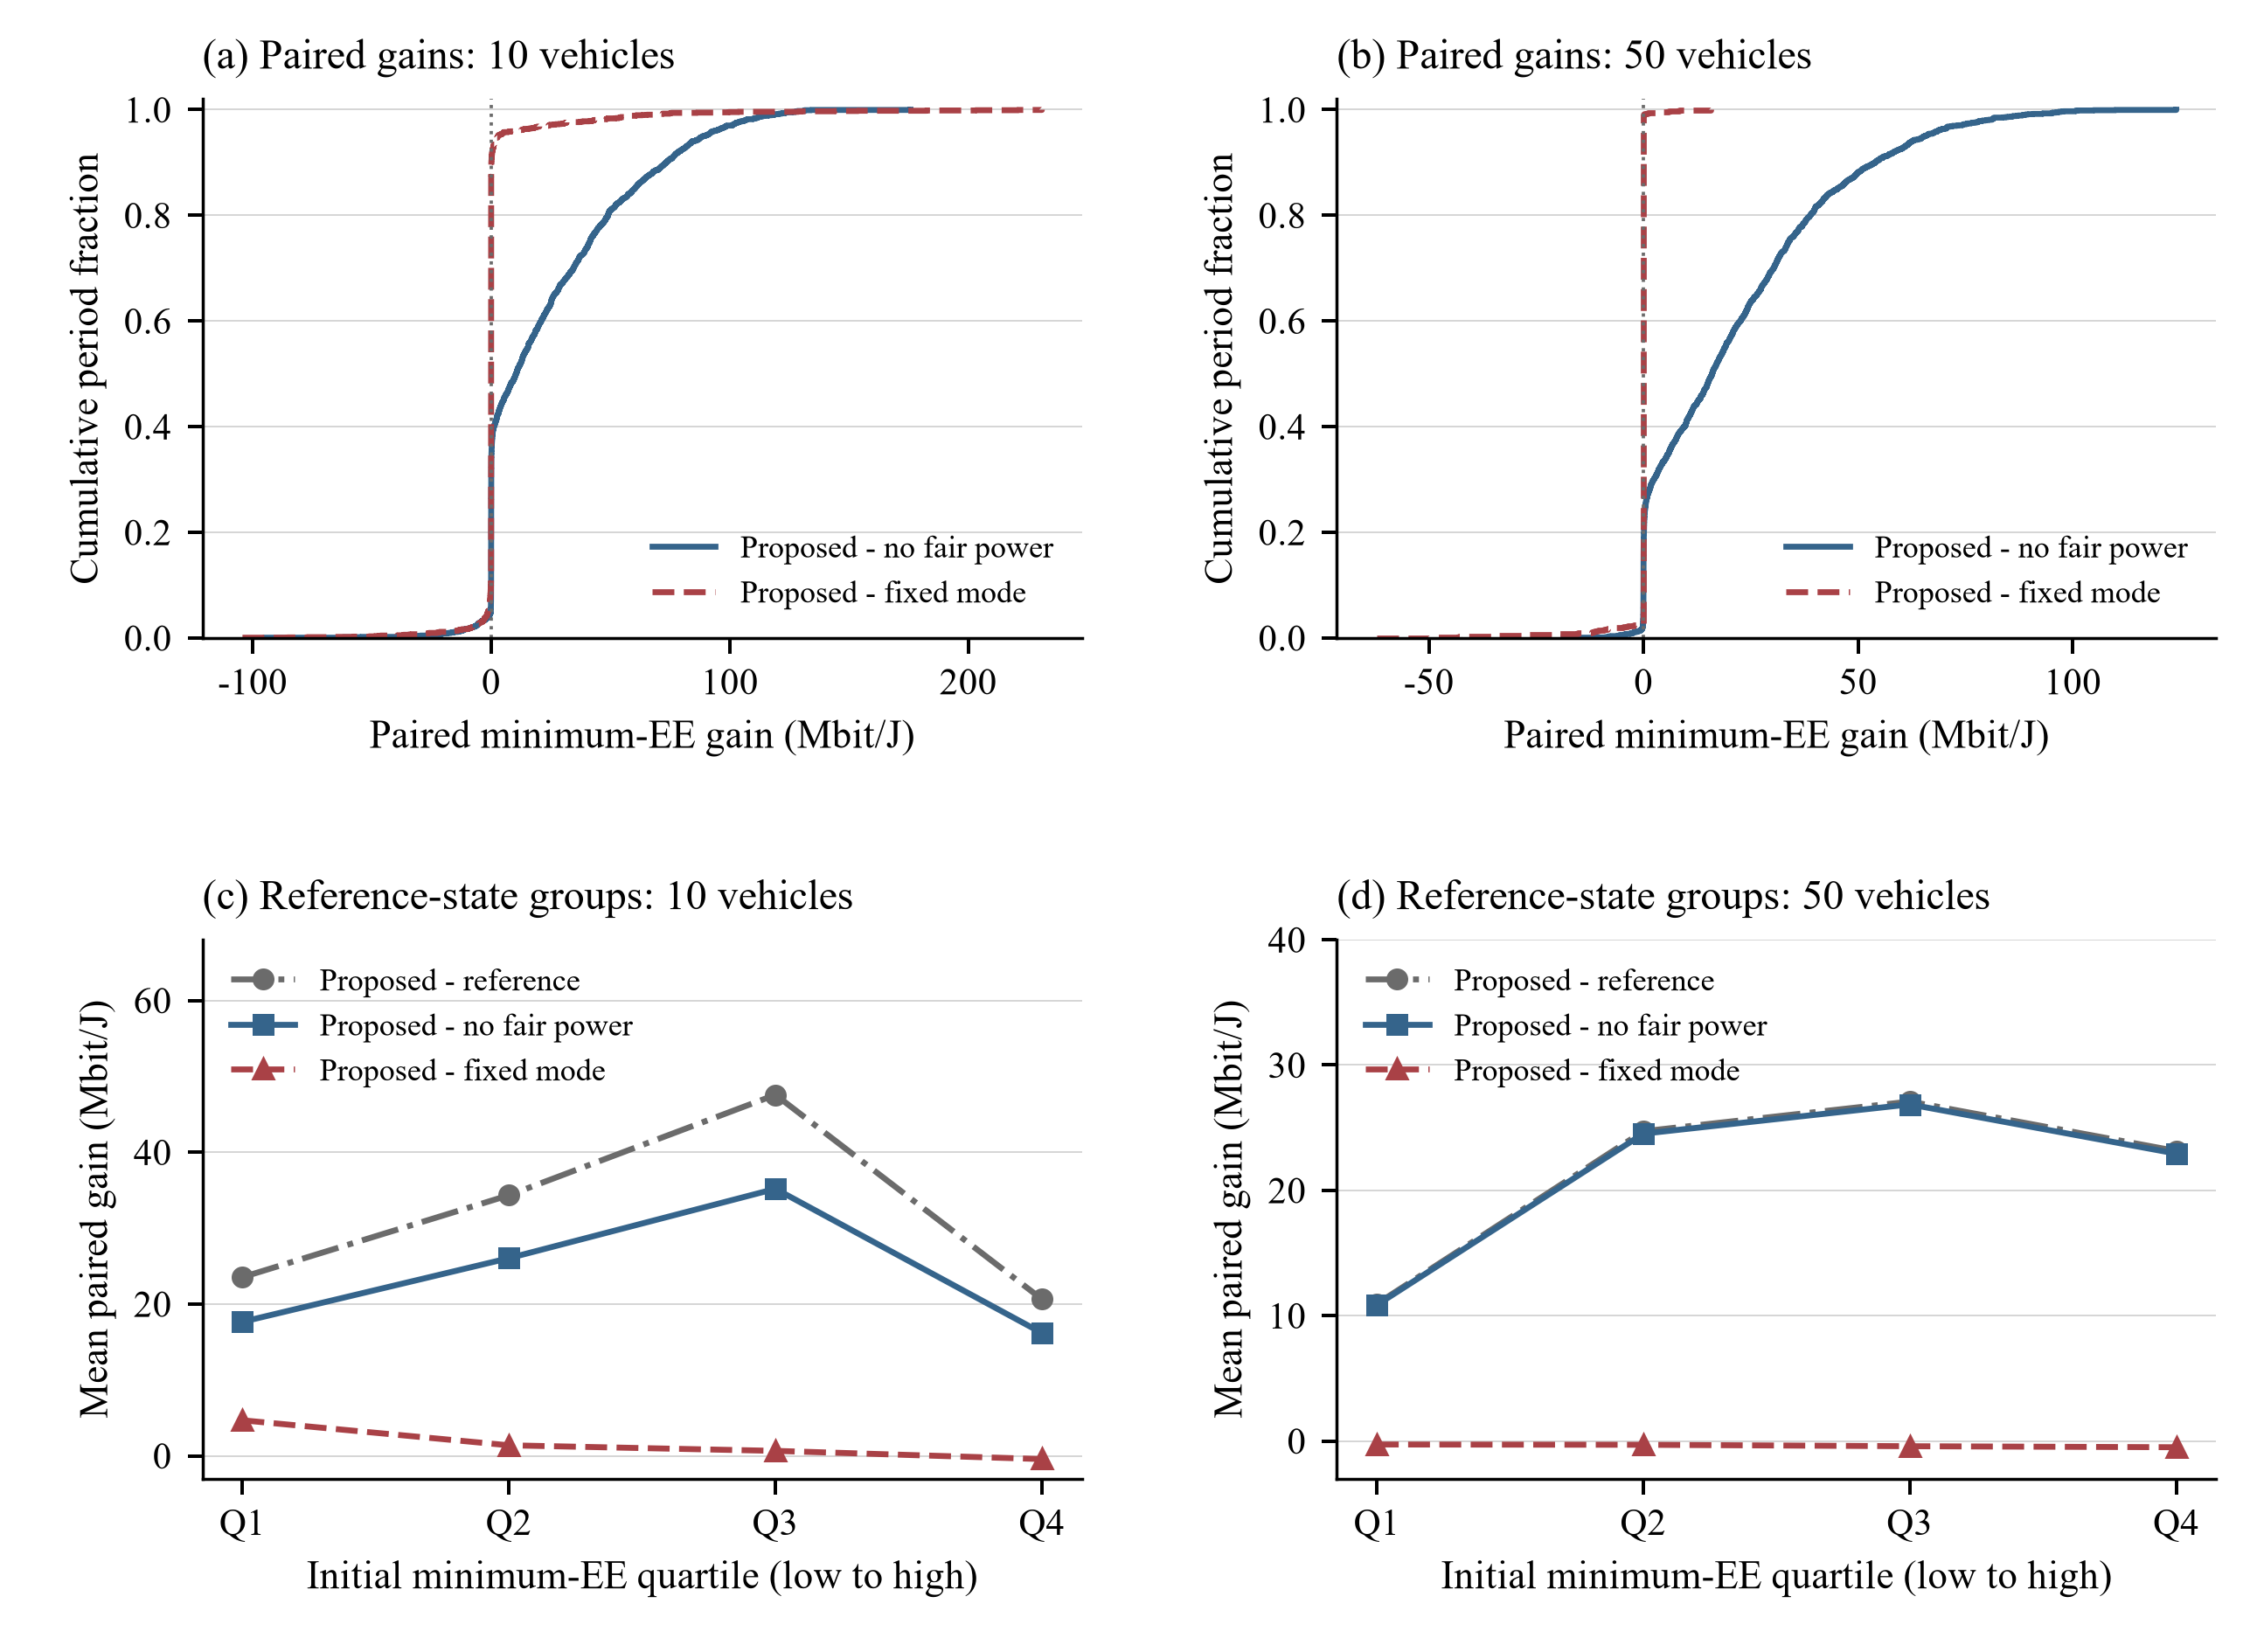 (a) Paired gains: 10 vehicles
1.0
0.8
0.6
0.4
0.2
0.0
Cumulative period fraction
Proposed - no fair power
Proposed - fixed mode
-100
0
100
200
Paired minimum-EE gain (Mbit/J)
(b) Paired gains: 50 vehicles
1.0
0.8
0.6
0.4
0.2
0.0
Cumulative period fraction
Proposed - no fair power
Proposed - fixed mode
-50
0
50
100
Paired minimum-EE gain (Mbit/J)
(c) Reference-state groups: 10 vehicles
60
40
20
0
Mean paired gain (Mbit/J)
Proposed - reference
Proposed - no fair power
Proposed - fixed mode
Q1
Q2
Q3
Q4
Initial minimum-EE quartile (low to high)
(d) Reference-state groups: 50 vehicles
40
30
20
10
0
Mean paired gain (Mbit/J)
Proposed - reference
Proposed - no fair power
Proposed - fixed mode
Q1
Q2
Q3
Q4
Initial minimum-EE quartile (low to high)